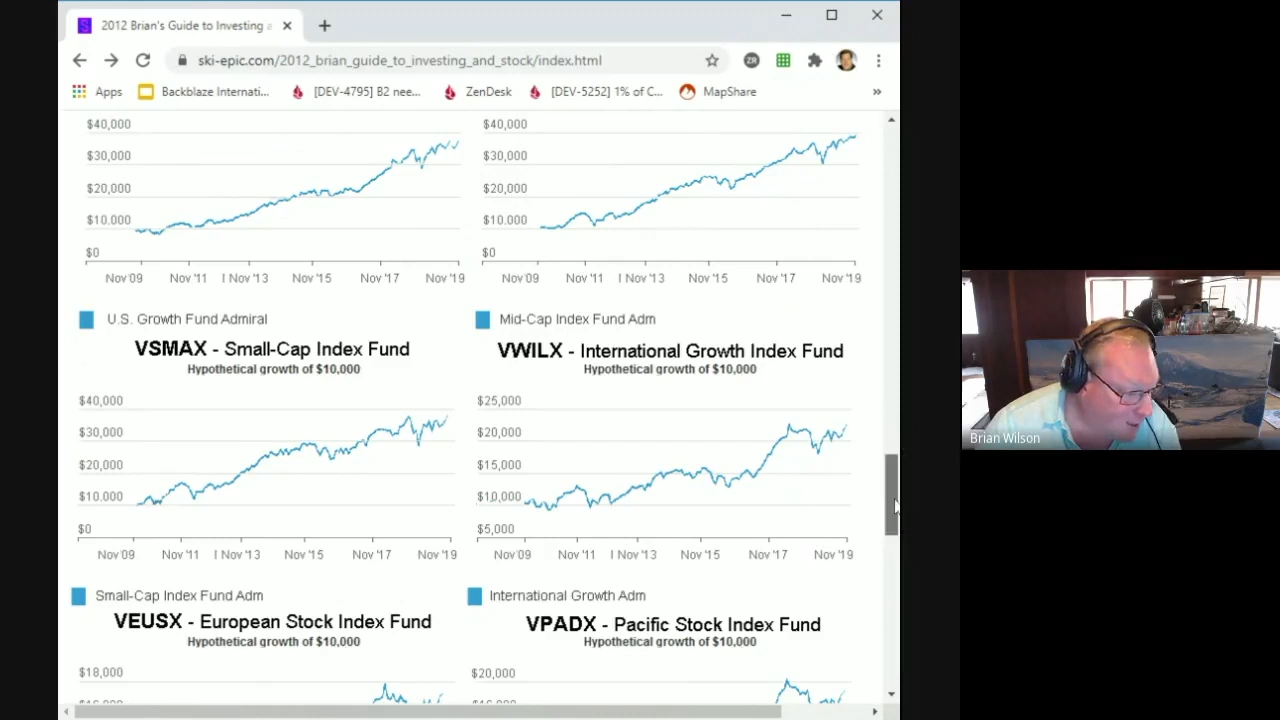 2012 Brian's Guide to Investing a
ski-epic.com/2012_brian_guide_to_investing_and_stock/index.html
ZR
Apps
Backblaze Internati...
[DEV-4795] B2 nee...
ZenDesk
[DEV-5252] 1% of C...
MapShare
»
$40,000
$30,000
$20,000
$10.000
$0
Nov'09 Nov'11 I Nov'13 Nov'15 Nov'17 Nov'19
$40,000
$30,000
$20,000
$10,000
$0
Nov'09 Nov'11 I Nov'13 Nov'15 Nov'17 Nov'19
U.S. Growth Fund Admiral
Mid-Cap Index Fund Adm
VSMAX - Small-Cap Index Fund
Hypothetical growth of $10,000
$40,000
$30,000
$20,000
$10.000
$0
Nov'09 Nov'11 I Nov'13 Nov'15 Nov'17 Nov'19
VWILX - International Growth Index Fund
Hypothetical growth of $10,000
$25,000
$20,000
$15,000
$10,000
$5,000
Nov'09 Nov'11 I Nov'13 Nov'15 Nov'17 Nov'19
Small-Cap Index Fund Adm
International Growth Adm
VEUSX - European Stock Index Fund
Hypothetical growth of $10,000
$18,000
VPADX - Pacific Stock Index Fund
Hypothetical growth of $10,000
$20,000
Brian Wilson